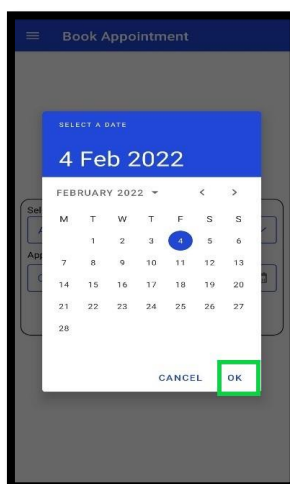 Book Appointment
SELECT A DATE
4 Feb 2022
FEBRUARY 2022
M T W T F S S
1 2 3 4 5 6
7 8 9 10 11 12 13
14 15 16 17 18 19 20
21 22 23 24 25 26 27
28
Sel
App
CANCEL OK